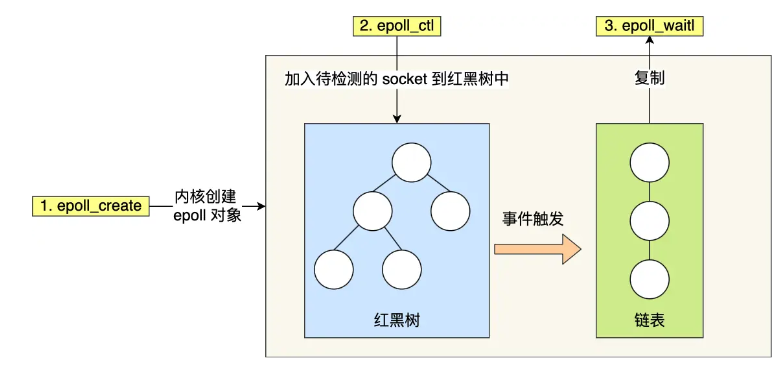 2. epoll_ctl
3. epoll_waitl
加入待检测的 socket 到红黑树中
复制
1. epoll_create
内核创建
epoll 对象
事件触发
红黑树
链表